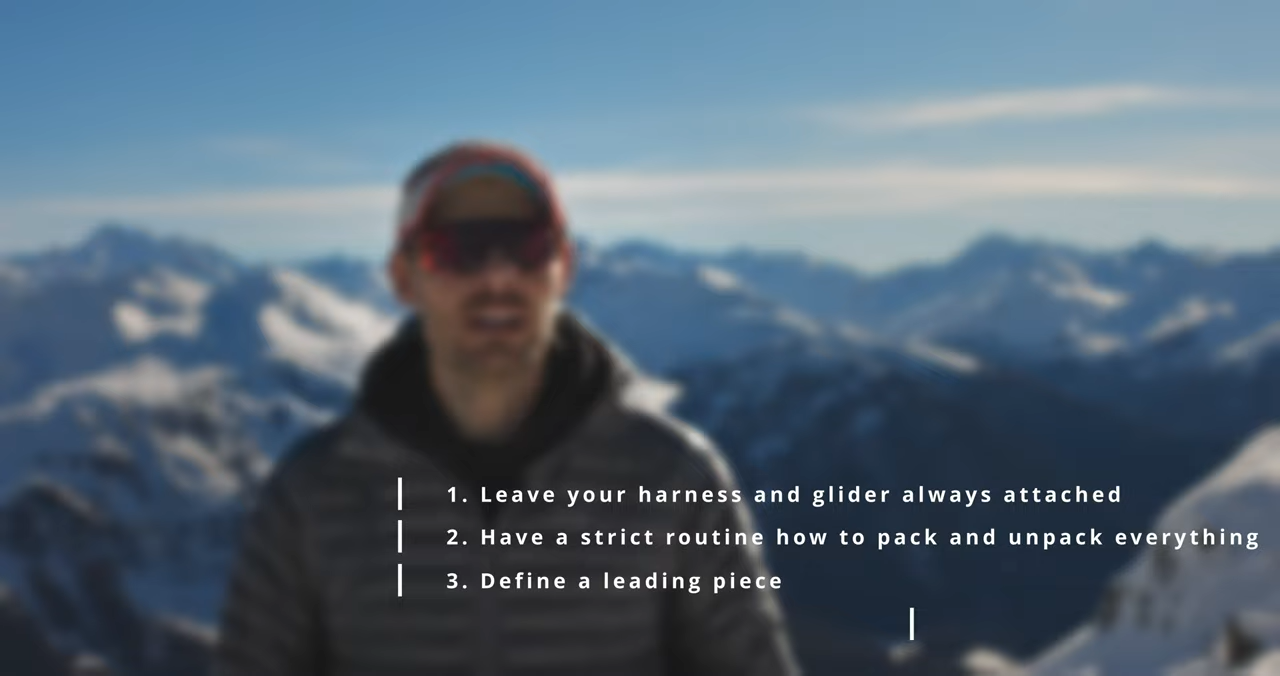 1. Leave your harness and glider always attached
2. Have a strict routine how to pack and unpack everything
3. Define a leading piece